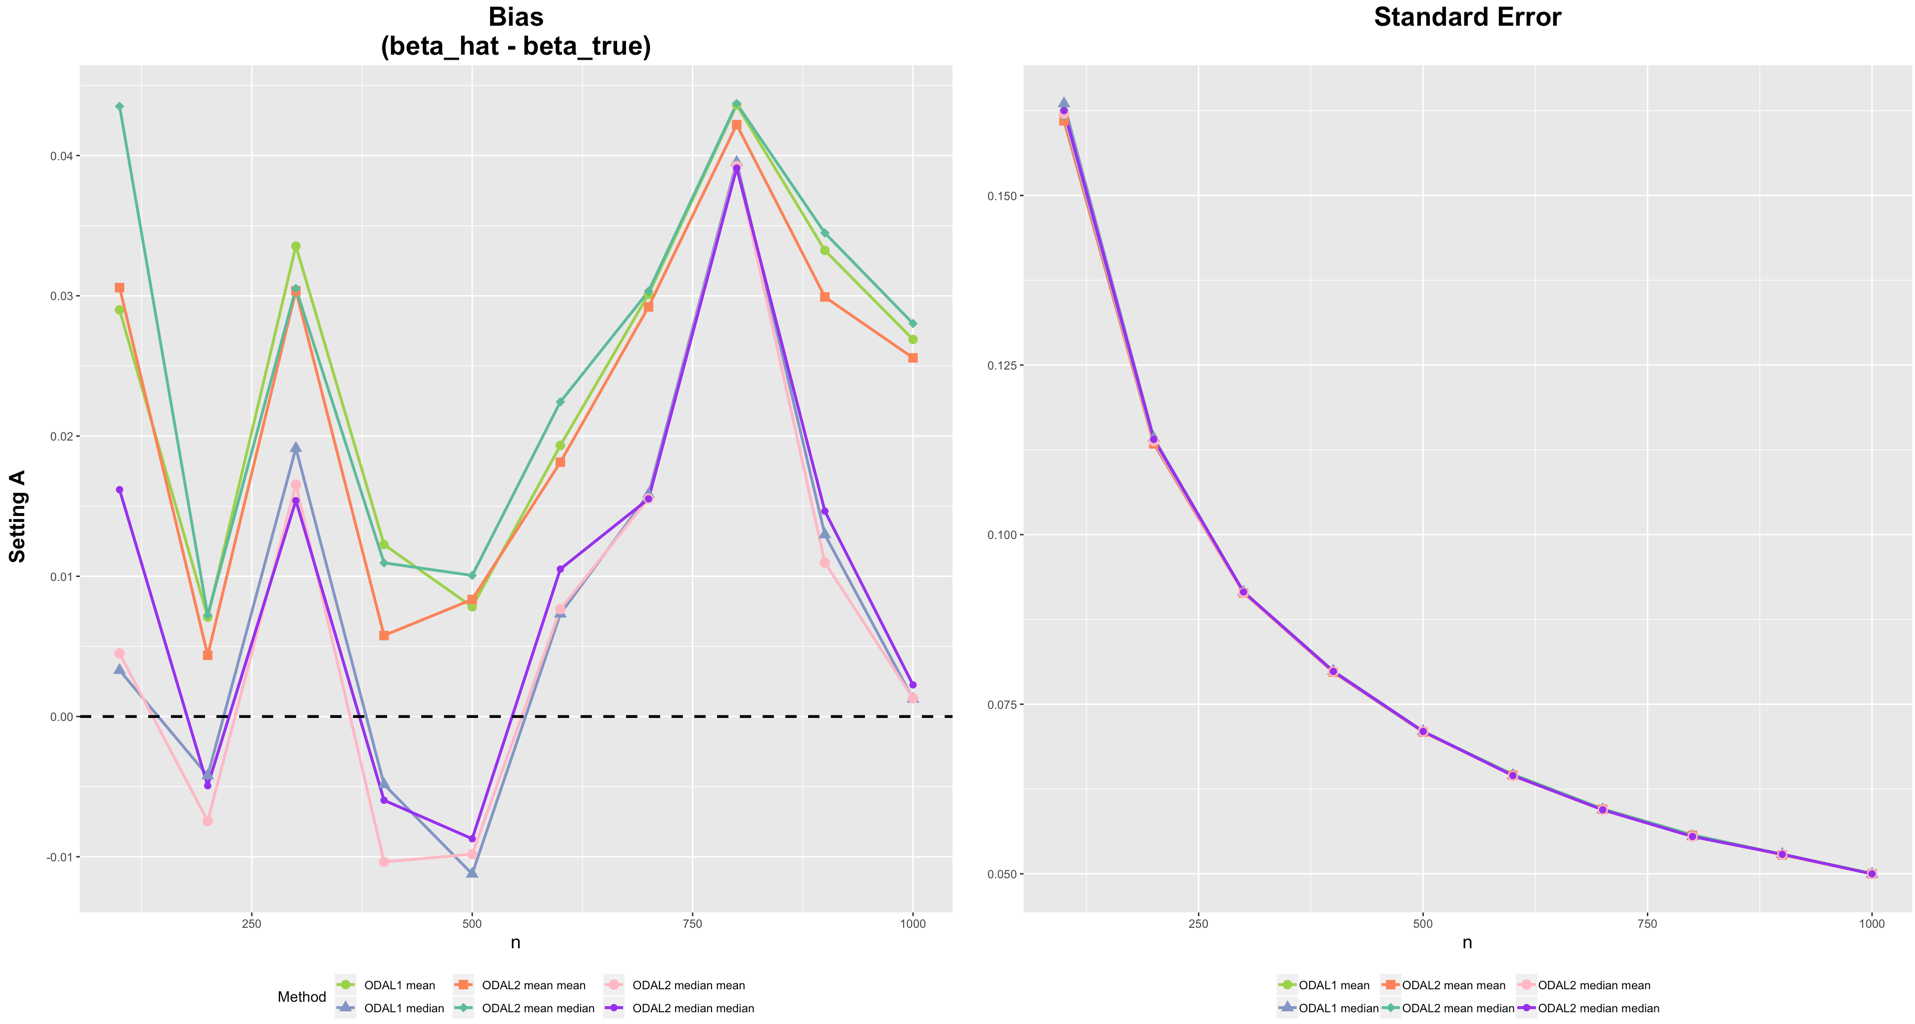 Bias
(beta_hat - beta_true)
Standard Error
Setting A
0.04
0.03
0.02
0.01
0.00
-0.01
250
500
750
1000
n
0.150
0.125
0.100
0.075
0.050
250
500
750
1000
n
Method
ODAL1 mean
ODAL2 mean mean
ODAL2 median mean
ODAL1 median
ODAL2 mean median
ODAL2 median median
ODAL1 mean
ODAL2 mean mean
ODAL2 median mean
ODAL1 median
ODAL2 mean median
ODAL2 median median